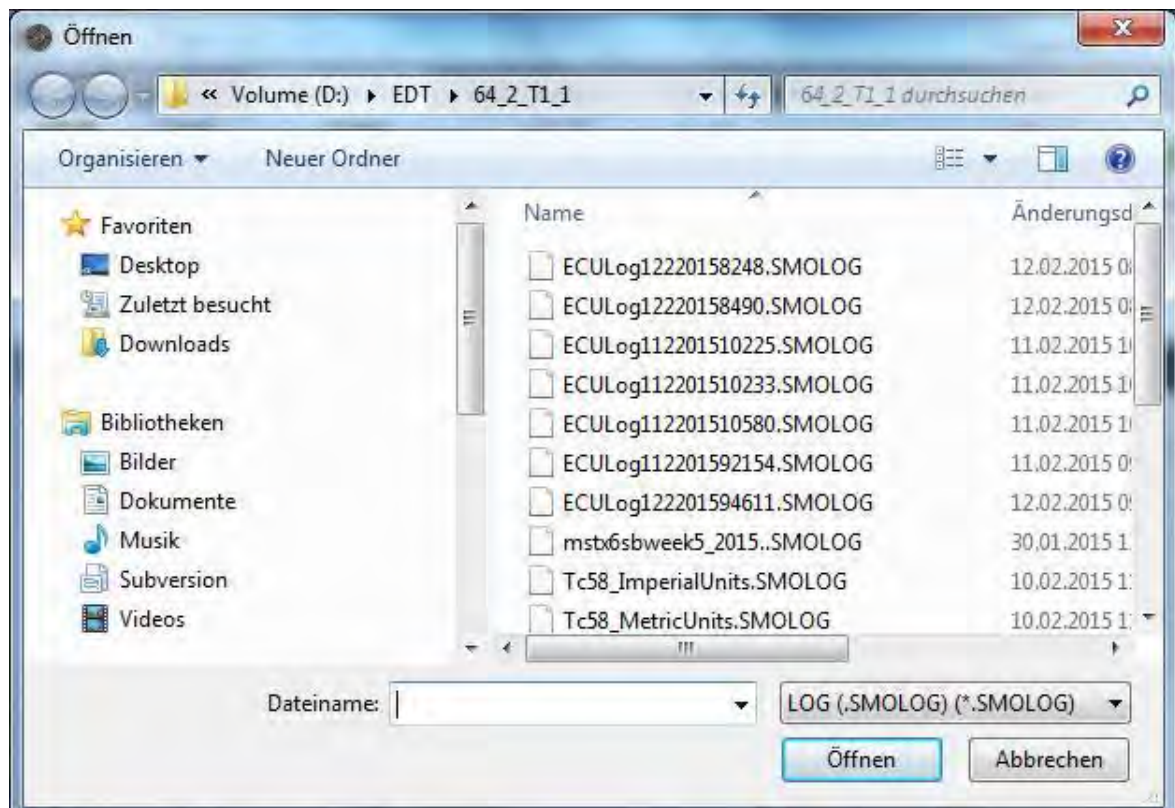 Öffnen
« Volume (D:) ▸ EDT ▸ 64_2_T1_1
64_2_T1_1 durchsuchen
Organisieren
Neuer Ordner
Favoriten
Desktop
Zuletzt besucht
Downloads
Bibliotheken
Bilder
Dokumente
Musik
Subversion
Videos
Name Änderungsd
ECULog12220158248.SMOLOG 12.02.2015
ECULog12220158490.SMOLOG 12.02.2015
ECULog112201510225.SMOLOG 11.02.2015
ECULog112201510233.SMOLOG 11.02.2015
ECULog112201510580.SMOLOG 11.02.2015
ECULog112201592154.SMOLOG 11.02.2015
ECULog122201594611.SMOLOG 12.02.2015
mstx6sbweek5_2015..SMOLOG 30.01.2015
Tc58_ImperialUnits.SMOLOG 10.02.2015
Tc58_MetricUnits.SMOLOG 10.02.2015
Dateiname:
LOG (.SMOLOG) (*.SMOLOG)
Öffnen
Abbrechen